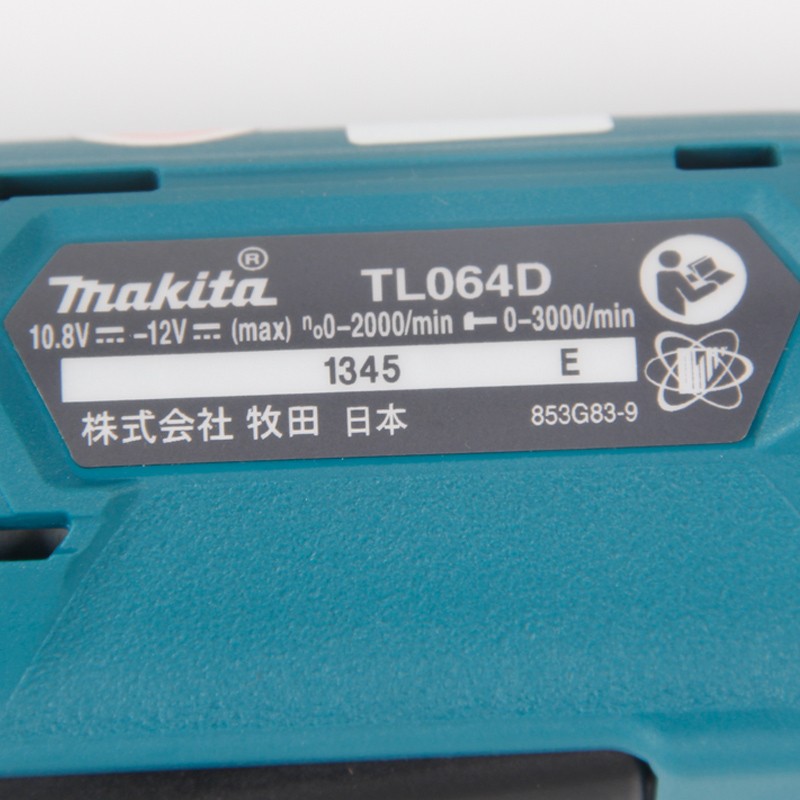 makita® TL064D
10.8V⎓ -12V⎓ (max) n₀0-2000/min 0-3000/min
1345 E
株式会社 牧田 日本 853G83-9